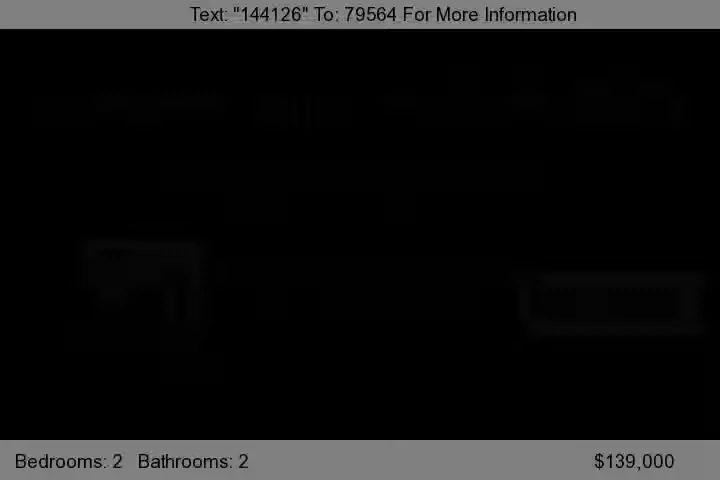 Text: "144126" To: 79564 For More Information
Bedrooms: 2 Bathrooms: 2 $139,000